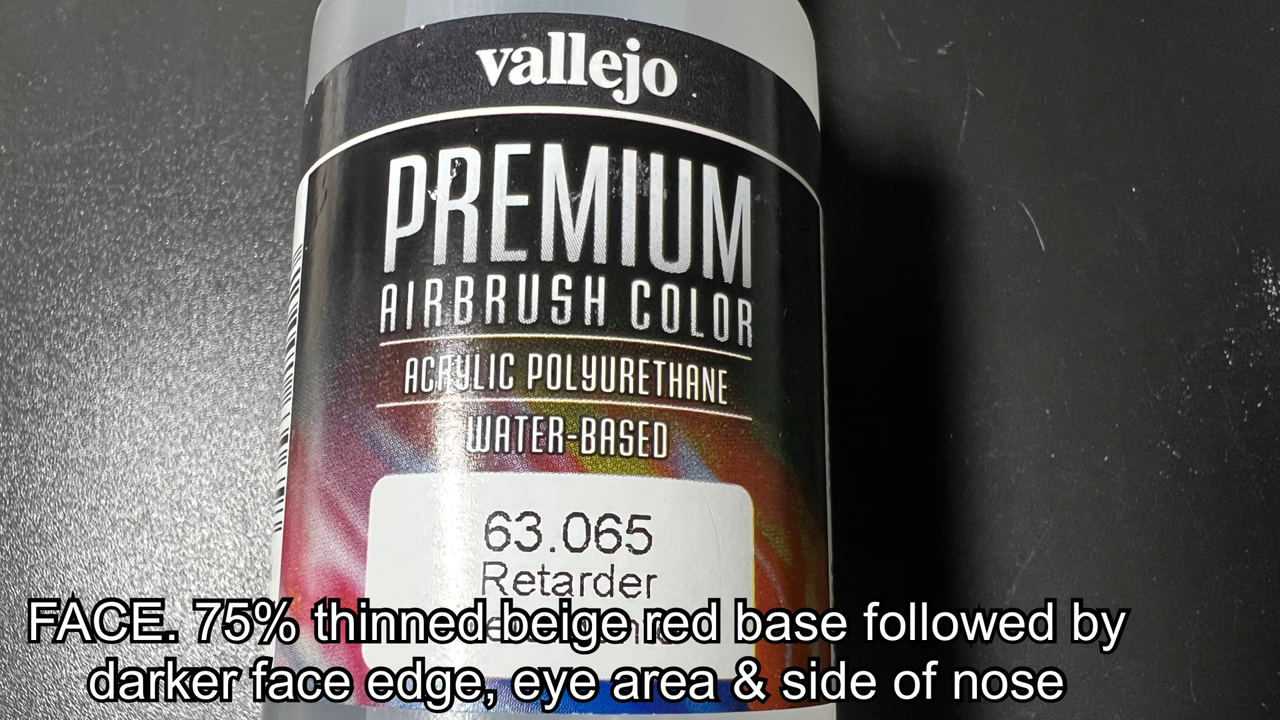 vallejo
PREMIUM
AIRBRUSH COLOR
ACRYLIC POLYURETHANE
WATER-BASED
63.065
Retarder
FACE. 75% thinned beige red base followed by
darker face edge, eye area & side of nose